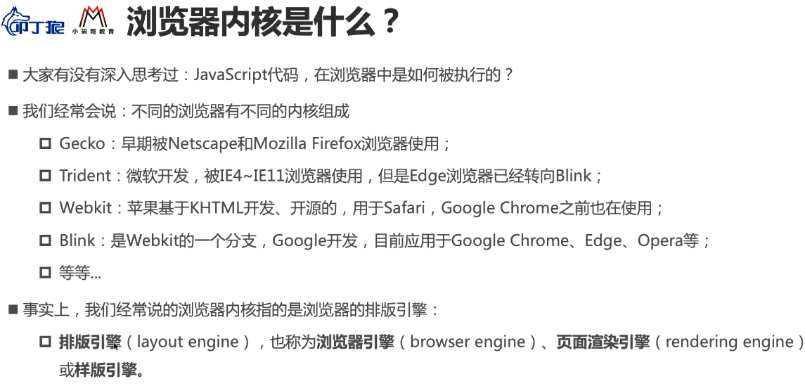 叩丁狼 小码哥教育 浏览器内核是什么？
大家有没有深入思考过：JavaScript代码，在浏览器中是如何被执行的？
我们经常会说：不同的浏览器有不同的内核组成
Gecko：早期被Netscape和Mozilla Firefox浏览器使用；
Trident：微软开发，被IE4~IE11浏览器使用，但是Edge浏览器已经转向Blink；
Webkit：苹果基于KHTML开发、开源的，用于Safari，Google Chrome之前也在使用；
Blink：是Webkit的一个分支，Google开发，目前应用于Google Chrome、Edge、Opera等；
等等...
事实上，我们经常说的浏览器内核指的是浏览器的排版引擎：
排版引擎（layout engine），也称为浏览器引擎（browser engine）、页面渲染引擎（rendering engine）
或样版引擎。